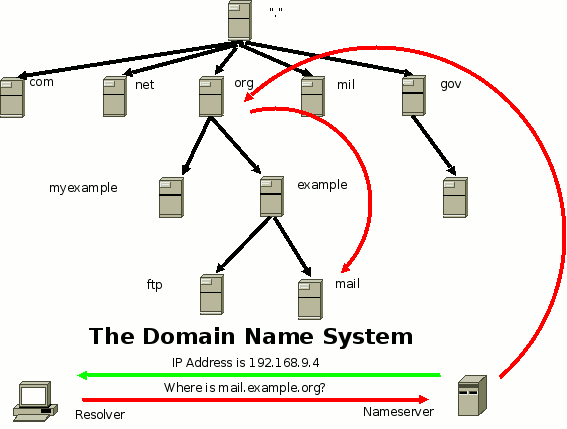 "."
com
net
org
mil
gov
myexample
example
ftp
mail
The Domain Name System
IP Address is 192.168.9.4
Where is mail.example.org?
Resolver
Nameserver